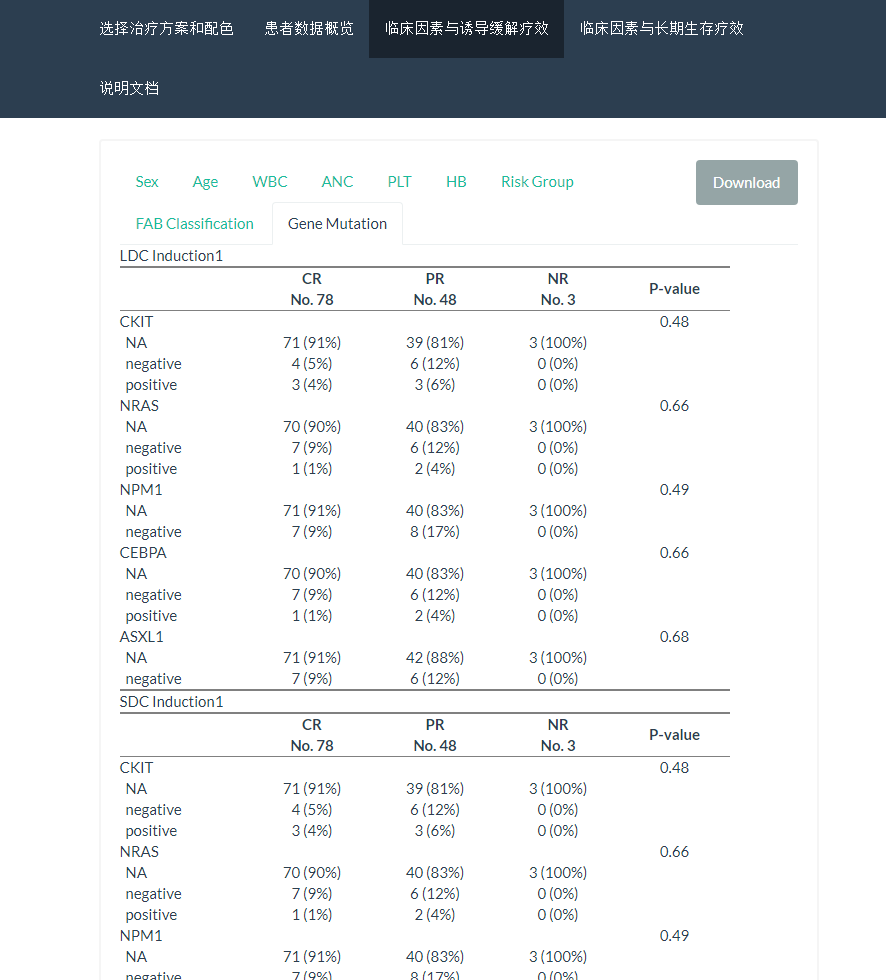 选择治疗方案和配色 患者数据概览 临床因素与诱导缓解疗效 临床因素与长期生存疗效
说明文档
Sex Age WBC ANC PLT HB Risk Group Download
FAB Classification Gene Mutation
LDC Induction1
CR PR NR P-value
No. 78 No. 48 No. 3
CKIT 0.48
NA 71 (91%) 39 (81%) 3 (100%)
negative 4 (5%) 6 (12%) 0 (0%)
positive 3 (4%) 3 (6%) 0 (0%)
NRAS 0.66
NA 70 (90%) 40 (83%) 3 (100%)
negative 7 (9%) 6 (12%) 0 (0%)
positive 1 (1%) 2 (4%) 0 (0%)
NPM1 0.49
NA 71 (91%) 40 (83%) 3 (100%)
negative 7 (9%) 8 (17%) 0 (0%)
CEBPA 0.66
NA 70 (90%) 40 (83%) 3 (100%)
negative 7 (9%) 6 (12%) 0 (0%)
positive 1 (1%) 2 (4%) 0 (0%)
ASXL1 0.68
NA 71 (91%) 42 (88%) 3 (100%)
negative 7 (9%) 6 (12%) 0 (0%)
SDC Induction1
CR PR NR P-value
No. 78 No. 48 No. 3
CKIT 0.48
NA 71 (91%) 39 (81%) 3 (100%)
negative 4 (5%) 6 (12%) 0 (0%)
positive 3 (4%) 3 (6%) 0 (0%)
NRAS 0.66
NA 70 (90%) 40 (83%) 3 (100%)
negative 7 (9%) 6 (12%) 0 (0%)
positive 1 (1%) 2 (4%) 0 (0%)
NPM1 0.49
NA 71 (91%) 40 (83%) 3 (100%)
negative 7 (9%) 8 (17%) 0 (0%)